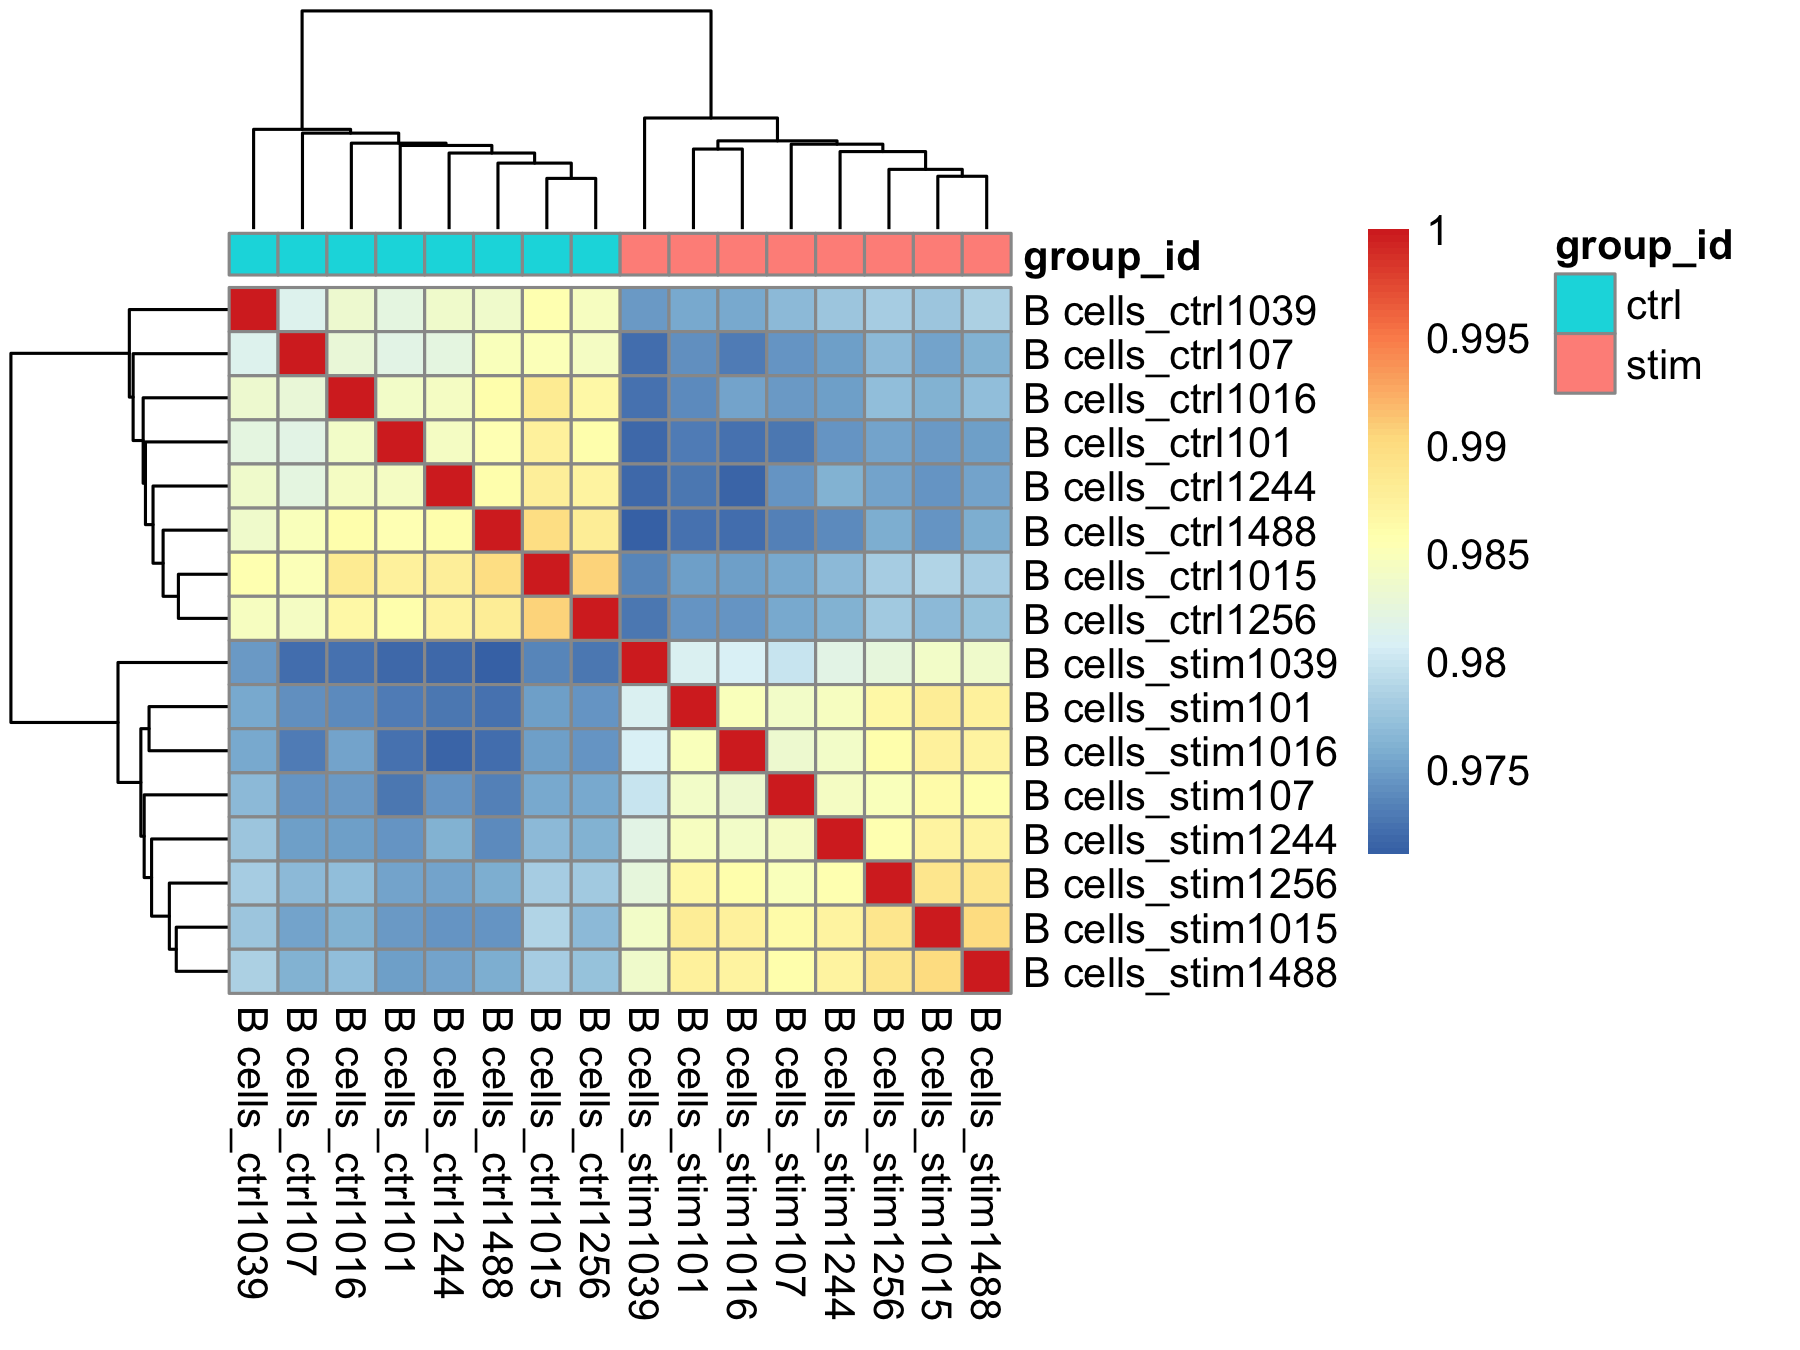 group_id
B cells_ctrl1039
B cells_ctrl107
B cells_ctrl1016
B cells_ctrl101
B cells_ctrl1244
B cells_ctrl1488
B cells_ctrl1015
B cells_ctrl1256
B cells_stim1039
B cells_stim101
B cells_stim1016
B cells_stim107
B cells_stim1244
B cells_stim1256
B cells_stim1015
B cells_stim1488
B cells_ctrl1039
B cells_ctrl107
B cells_ctrl1016
B cells_ctrl101
B cells_ctrl1244
B cells_ctrl1488
B cells_ctrl1015
B cells_ctrl1256
B cells_stim1039
B cells_stim101
B cells_stim1016
B cells_stim107
B cells_stim1244
B cells_stim1256
B cells_stim1015
B cells_stim1488
1
0.995
0.99
0.985
0.98
0.975
group_id
ctrl
stim